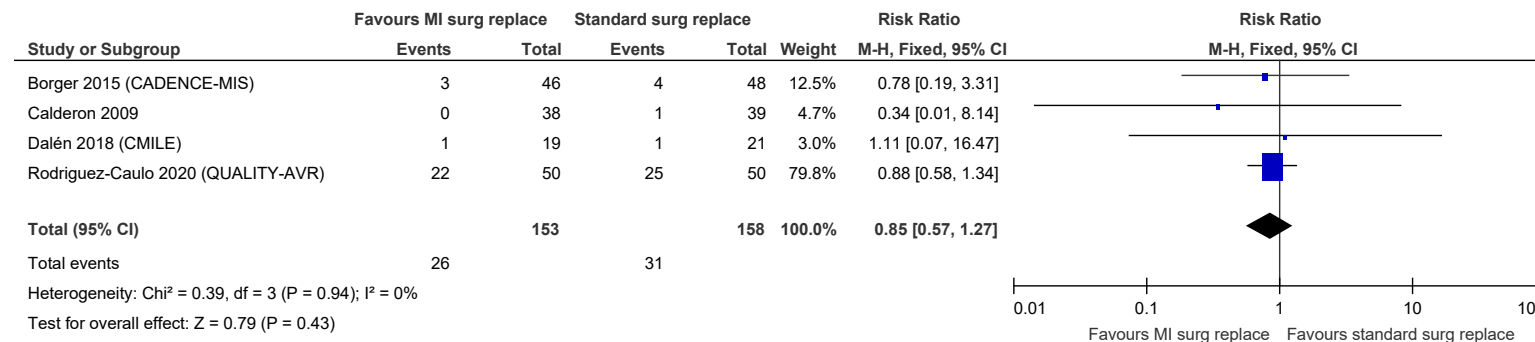 Favours MI surg replace Standard surg replace Risk Ratio Risk Ratio
Study or Subgroup Events Total Events Total Weight M-H, Fixed, 95% CI M-H, Fixed, 95% CI
Borger 2015 (CADENCE-MIS) 3 46 4 48 12.5% 0.78 [0.19, 3.31]
Calderon 2009 0 38 1 39 4.7% 0.34 [0.01, 8.14]
Dalén 2018 (CMILE) 1 19 1 21 3.0% 1.11 [0.07, 16.47]
Rodriguez-Caulo 2020 (QUALITY-AVR) 22 50 25 50 79.8% 0.88 [0.58, 1.34]
Total (95% CI) 153 158 100.0% 0.85 [0.57, 1.27]
Total events 26 31
Heterogeneity: Chi² = 0.39, df = 3 (P = 0.94); I² = 0%
Test for overall effect: Z = 0.79 (P = 0.43)
0.01 0.1 1 10
Favours MI surg replace Favours standard surg replace